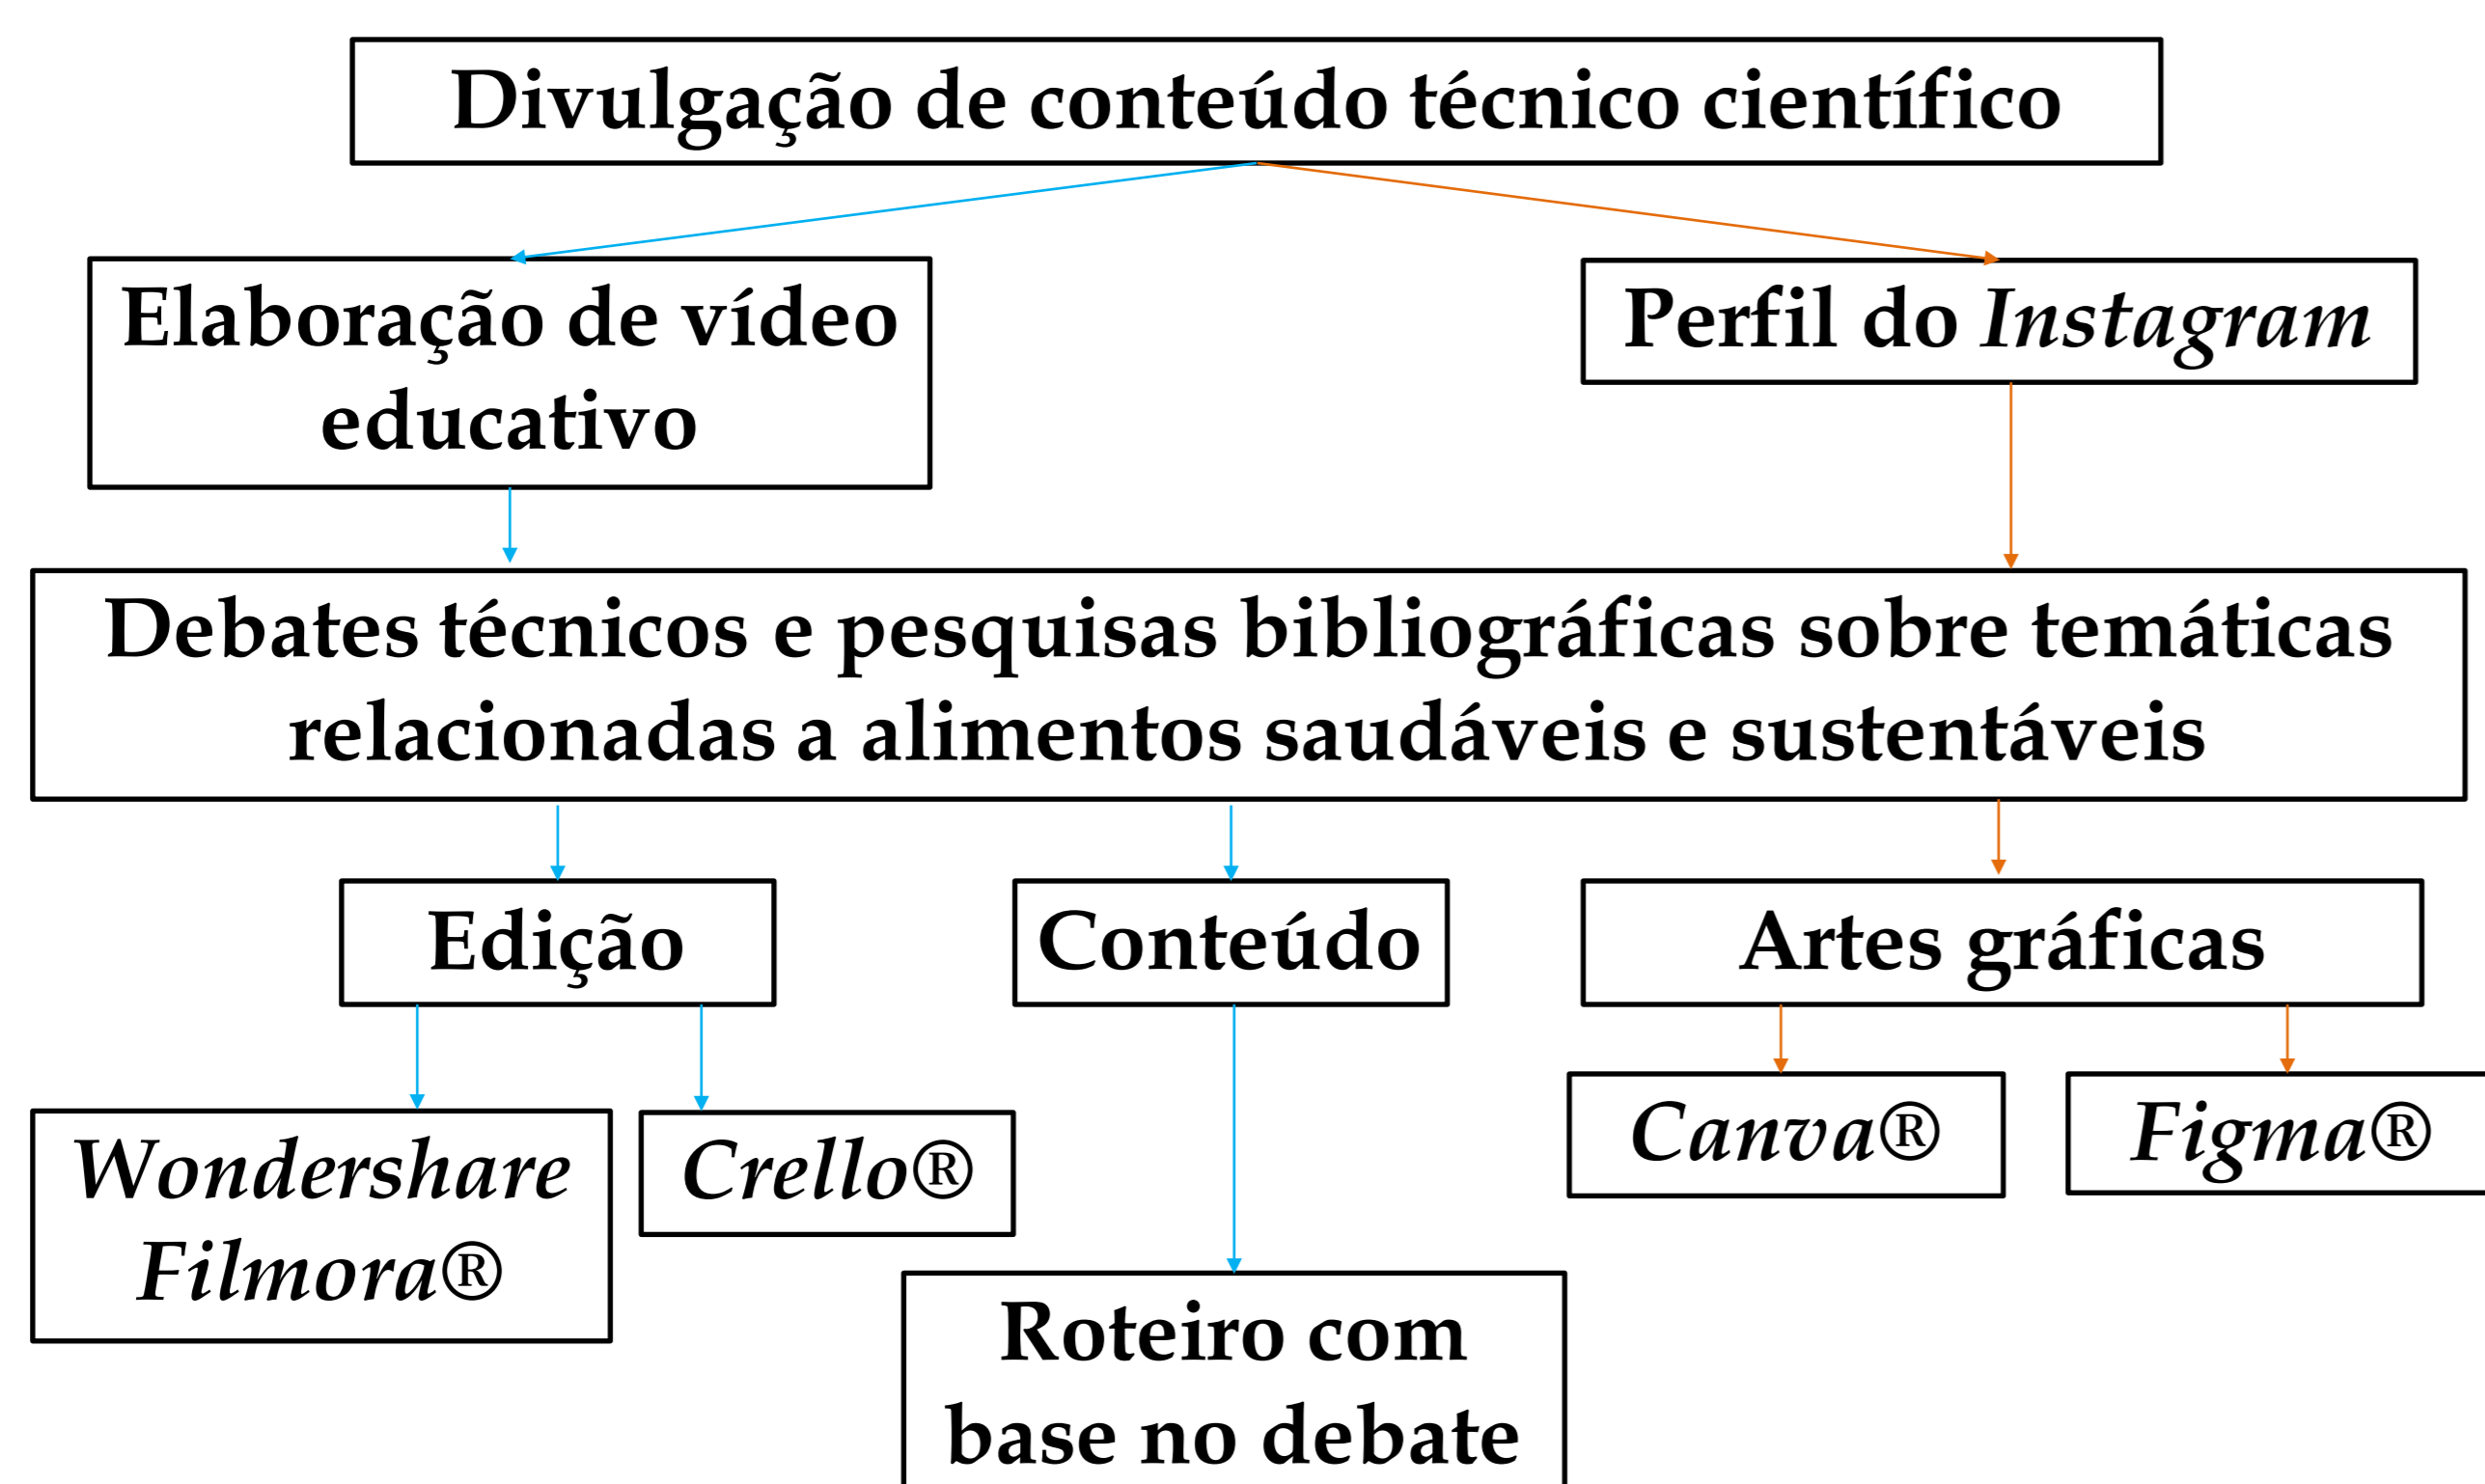 Divulgação de conteúdo técnico científico
Elaboração de vídeo
educativo
Perfil do Instagram
Debates técnicos e pesquisas bibliográficas sobre temáticas
relacionadas a alimentos saudáveis e sustentáveis
Edição
Conteúdo
Artes gráficas
Wondershare
Filmora®
Crello®
Canva®
Figma®
Roteiro com
base no debate